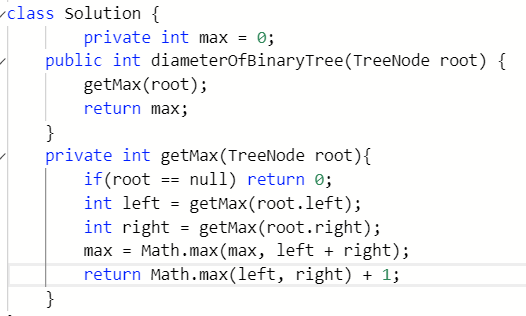 class Solution {
        private int max = 0;
    public int diameterOfBinaryTree(TreeNode root) {
        getMax(root);
        return max;
    }
    private int getMax(TreeNode root){
        if(root == null) return 0;
        int left = getMax(root.left);
        int right = getMax(root.right);
        max = Math.max(max, left + right);
        return Math.max(left, right) + 1;
    }